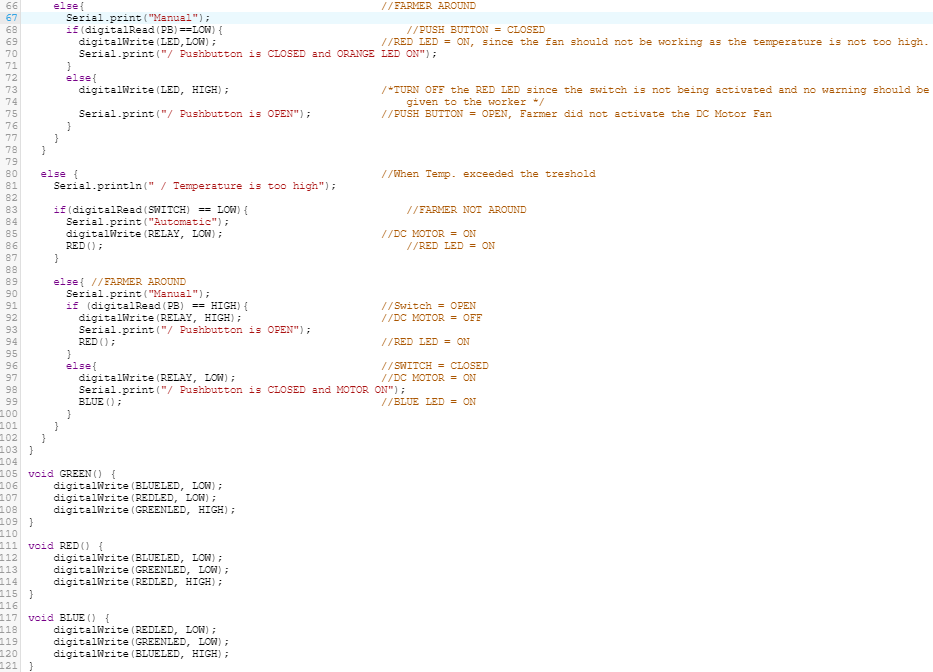 66 else{ //FARMER AROUND
67 Serial.print("Manual");
68 if(digitalRead(PB)==LOW){ //PUSH BUTTON = CLOSED
69 digitalWrite(LED,LOW); //RED LED = ON, since the fan should not be working as the temperature is not too high.
70 Serial.print("/ Pushbutton is CLOSED and ORANGE LED ON");
71 }
72 else{
73 digitalWrite(LED, HIGH); /*TURN OFF the RED LED since the switch is not being activated and no warning should be
74 given to the worker */
75 Serial.print("/ Pushbutton is OPEN"); //PUSH BUTTON = OPEN, Farmer did not activate the DC Motor Fan
76 }
77 }
78 }
79
80 else { //When Temp. exceeded the treshold
81 Serial.println(" / Temperature is too high");
82
83 if(digitalRead(SWITCH) == LOW){ //FARMER NOT AROUND
84 Serial.print("Automatic");
85 digitalWrite(RELAY, LOW); //DC MOTOR = ON
86 RED(); //RED LED = ON
87 }
88
89 else{ //FARMER AROUND
90 Serial.print("Manual");
91 if (digitalRead(PB) == HIGH){ //Switch = OPEN
92 digitalWrite(RELAY, HIGH); //DC MOTOR = OFF
93 Serial.print("/ Pushbutton is OPEN");
94 RED(); //RED LED = ON
95 }
96 else{ //SWITCH = CLOSED
97 digitalWrite(RELAY, LOW); //DC MOTOR = ON
98 Serial.print("/ Pushbutton is CLOSED and MOTOR ON");
99 BLUE(); //BLUE LED = ON
100 }
101 }
102 }
103 }
104
105 void GREEN() {
106 digitalWrite(BLUELED, LOW);
107 digitalWrite(REDLED, LOW);
108 digitalWrite(GREENLED, HIGH);
109 }
110
111 void RED() {
112 digitalWrite(BLUELED, LOW);
113 digitalWrite(GREENLED, LOW);
114 digitalWrite(REDLED, HIGH);
115 }
116
117 void BLUE() {
118 digitalWrite(REDLED, LOW);
119 digitalWrite(GREENLED, LOW);
120 digitalWrite(BLUELED, HIGH);
121 }